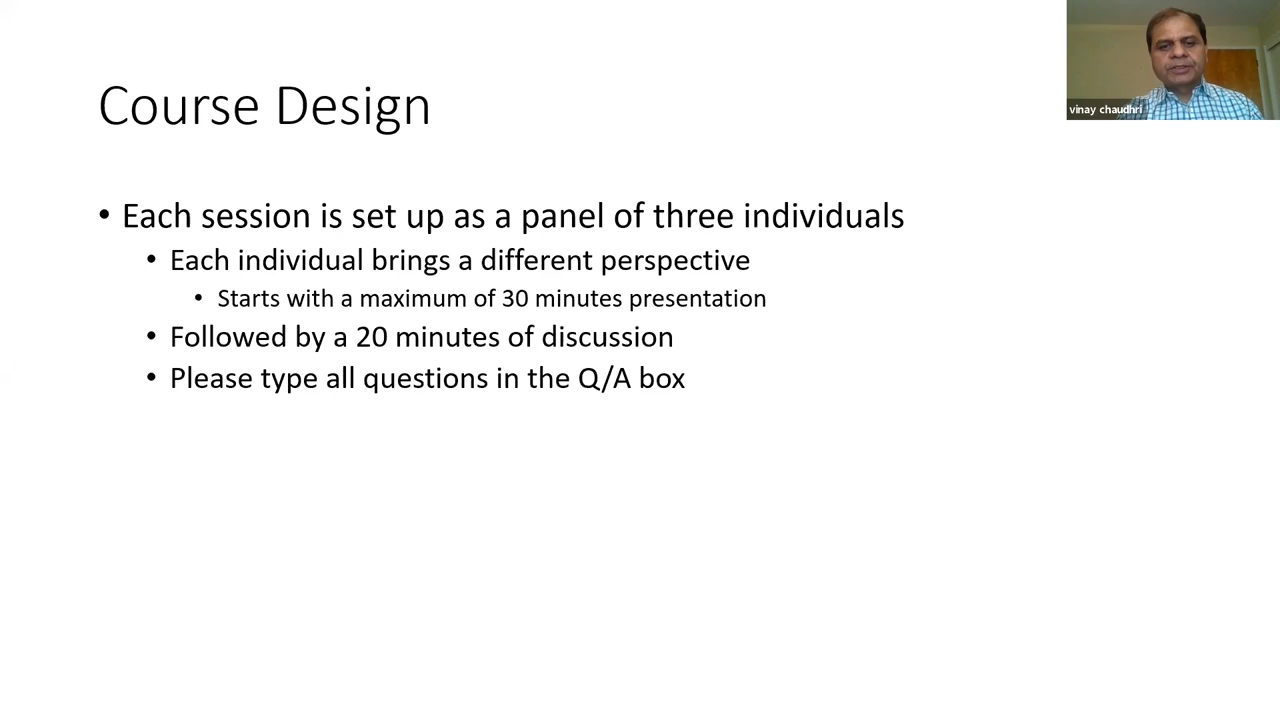 Course Design
vinay chaudhri
• Each session is set up as a panel of three individuals
• Each individual brings a different perspective
• Starts with a maximum of 30 minutes presentation
• Followed by a 20 minutes of discussion
• Please type all questions in the Q/A box